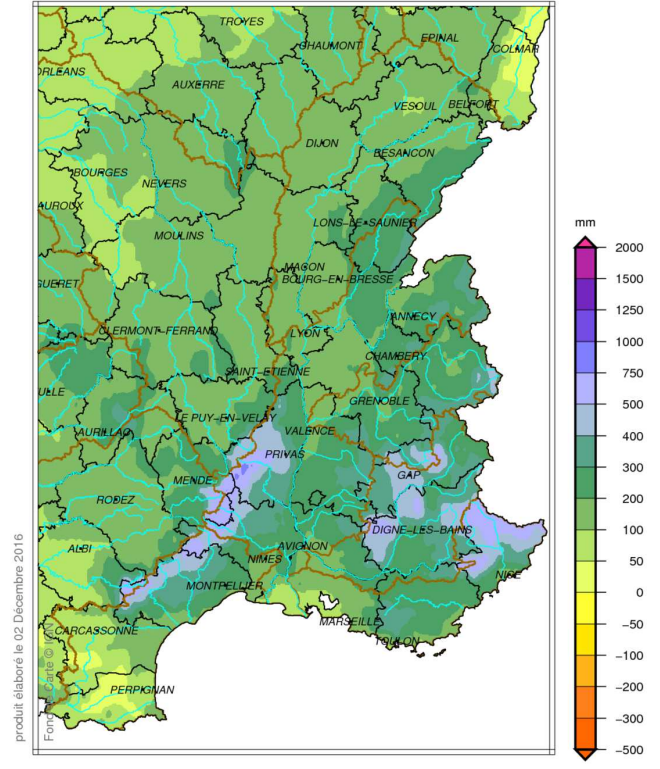 TROYES
CHAUMONT
EPINAL
COLMAR
ORLEANS
AUXERRE
VESOUL
BELFORT
DIJON
BESANCON
BOURGES
NEVERS
AUROUX
LONS-LE-SAUNIER
MOULINS
MACON
BOURG-EN-BRESSE
GUERET
ANNECY
CLERMONT-FERRAND
LYON
CHAMBERY
SAINT-ETIENNE
ULLE
GRENOBLE
LE PUY-EN-VELAY
VALENCE
AURILLAC
PRIVAS
GAP
MENDE
RODEZ
DIGNE-LES-BAINS
ALBI
AVIGNON
NIMES
NICE
MONTPELLIER
MARSEILLE
CARCASSONNE
TOULON
PERPIGNAN
produit élaboré le 02 Décembre 2016
Fond de Carte © IGN
mm
2000
1500
1250
1000
750
500
400
300
200
100
50
0
−50
−100
−200
−300
−500